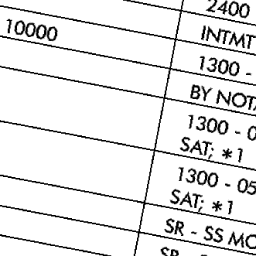 2400
10000
INTMT
1300 -
BY NOT
1300 - 0
SAT; *1
1300 - 05
SAT; *1
SR - SS MO